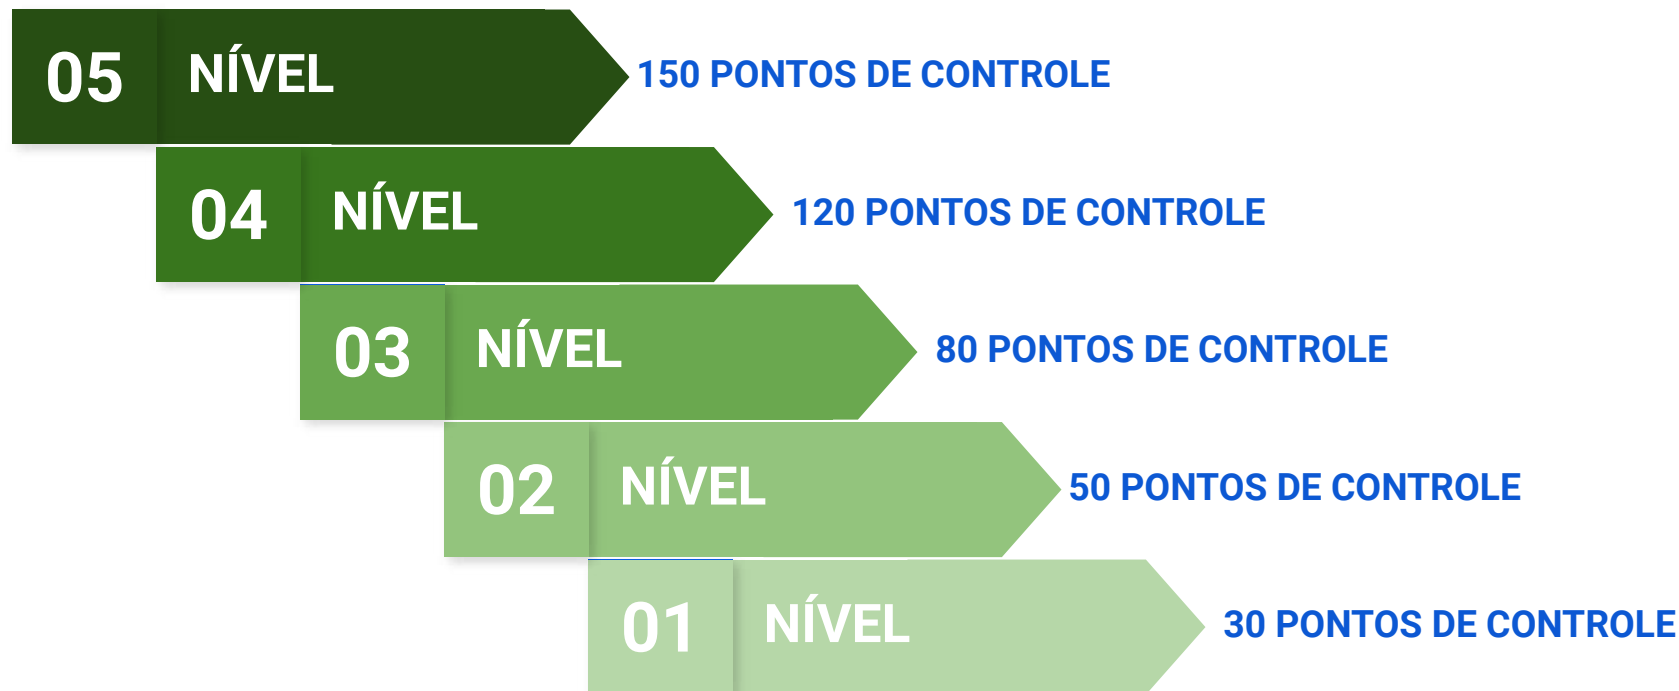 05 NÍVEL 150 PONTOS DE CONTROLE
04 NÍVEL 120 PONTOS DE CONTROLE
03 NÍVEL 80 PONTOS DE CONTROLE
02 NÍVEL 50 PONTOS DE CONTROLE
01 NÍVEL 30 PONTOS DE CONTROLE